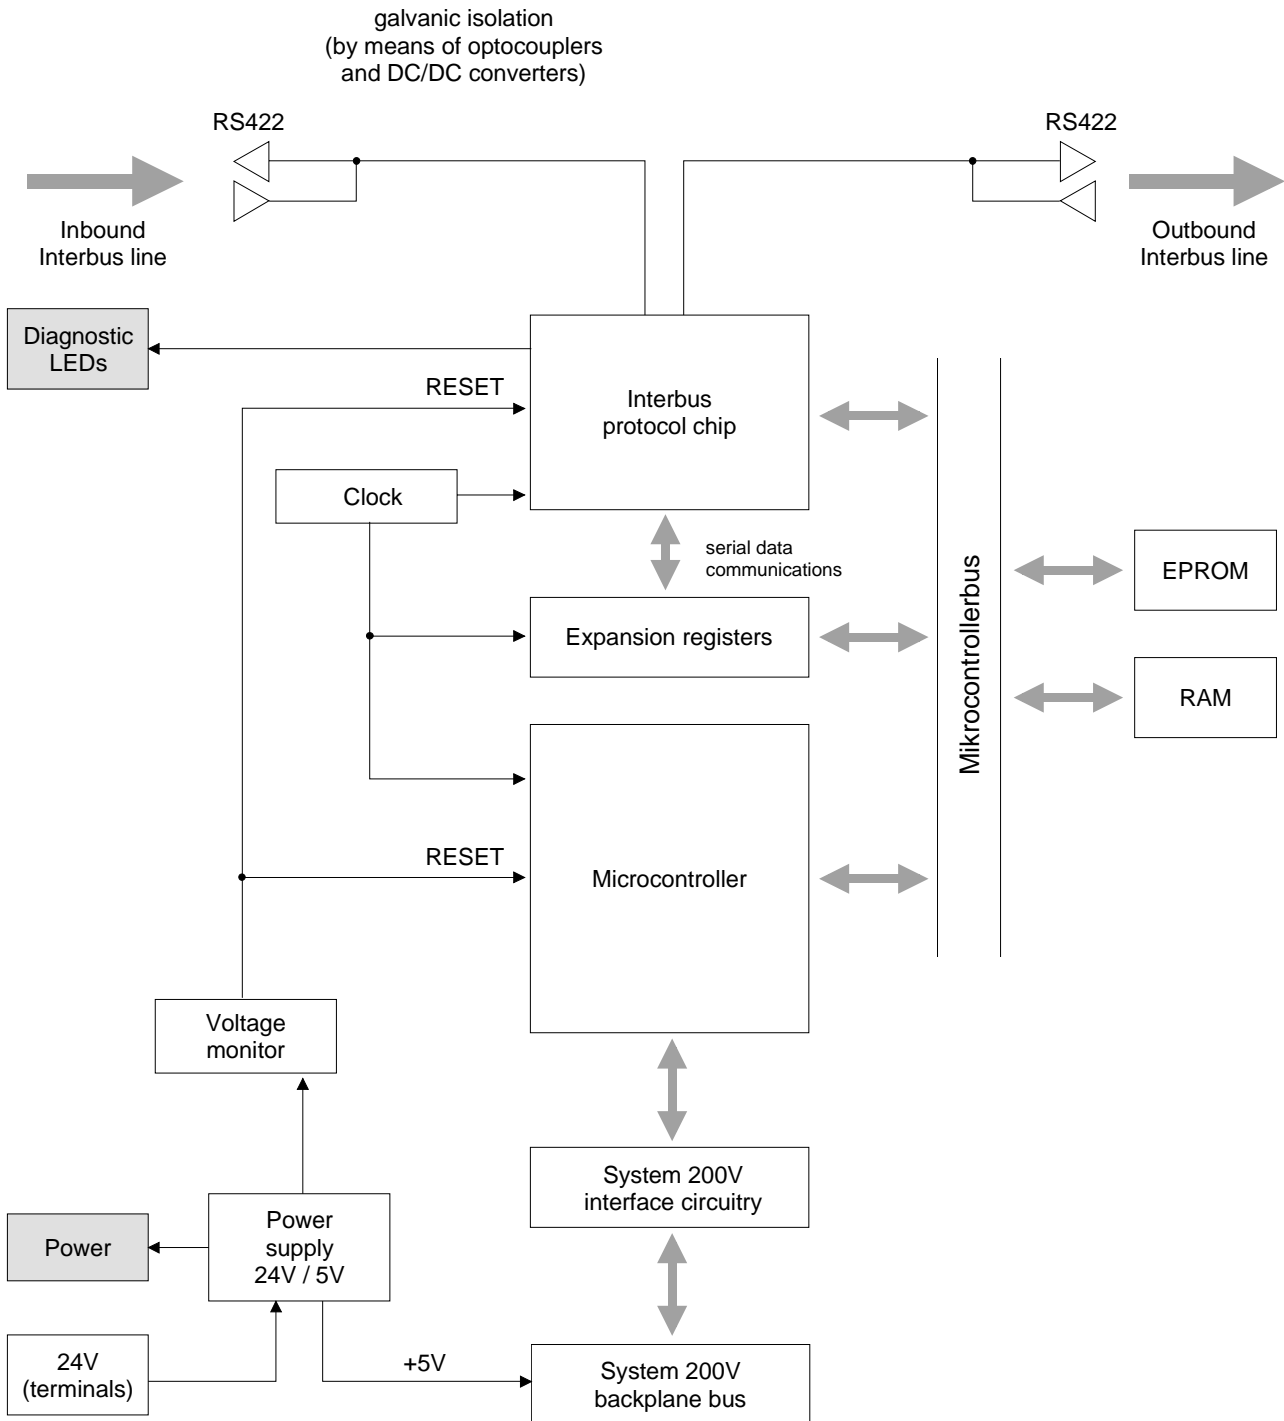 galvanic isolation
(by means of optocouplers
and DC/DC converters)
RS422
RS422
Inbound
Interbus line
Outbound
Interbus line
Diagnostic
LEDs
RESET
Interbus
protocol chip
Clock
serial data
communications
EPROM
Expansion registers
Mikrocontrollerbus
RAM
RESET
Microcontroller
Voltage
monitor
System 200V
interface circuitry
Power
Power
supply
24V / 5V
24V
(terminals)
+5V
System 200V
backplane bus